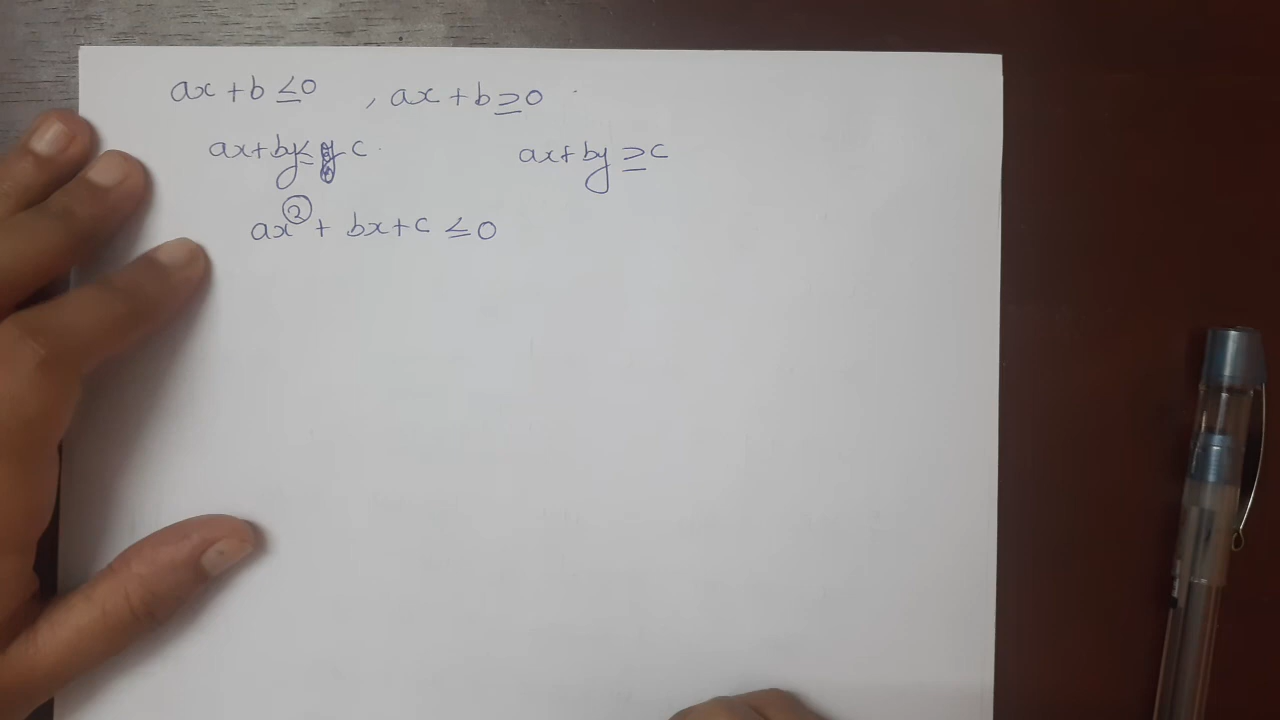 ax + b ≤ 0 , ax + b ≥ 0
ax + by ≤ c ax + by ≥ c
ax² + bx + c ≤ 0